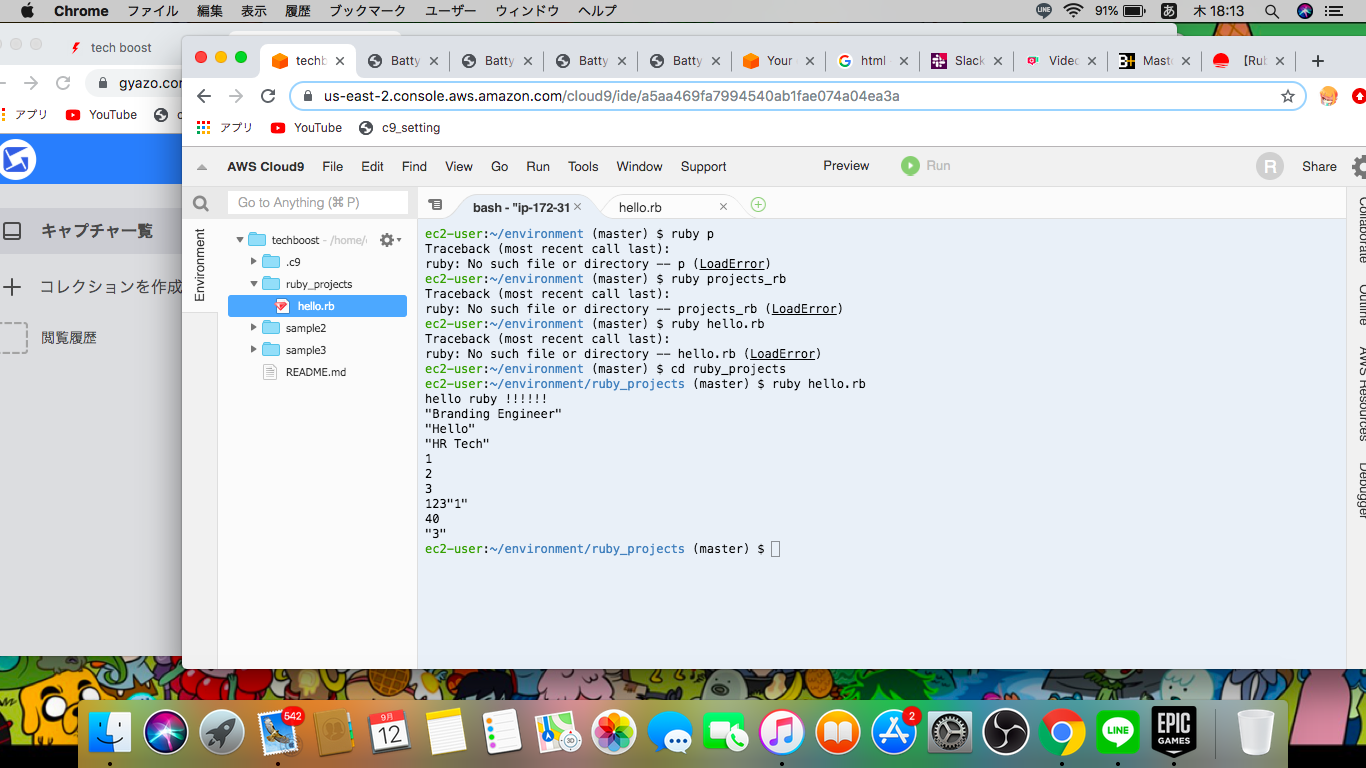 Chrome ファイル 編集 表示 履歴 ブックマーク ユーザー ウィンドウ ヘルプ LINE 91% あ 木 18:13
tech boost
techb Batty Batty Batty Batty Your html Slack Video Maste 【Rub
gyazo.co
us-east-2.console.aws.amazon.com/cloud9/ide/a5aa469fa7994540ab1fae074a04ea3a
アプリ YouTube
アプリ YouTube c9_setting
AWS Cloud9 File Edit Find View Go Run Tools Window Support Preview Run R Share
Go to Anything (⌘ P)
bash - "ip-172-31 hello.rb
キャプチャ一覧
コレクションを作成
閲覧履歴
Environment
techboost - /home/
.c9
ruby_projects
hello.rb
sample2
sample3
README.md
ec2-user:~/environment (master) $ ruby p
Traceback (most recent call last):
ruby: No such file or directory -- p (LoadError)
ec2-user:~/environment (master) $ ruby projects_rb
Traceback (most recent call last):
ruby: No such file or directory -- projects_rb (LoadError)
ec2-user:~/environment (master) $ ruby hello.rb
Traceback (most recent call last):
ruby: No such file or directory -- hello.rb (LoadError)
ec2-user:~/environment (master) $ cd ruby_projects
ec2-user:~/environment/ruby_projects (master) $ ruby hello.rb
hello ruby !!!!!!
"Branding Engineer"
"Hello"
"HR Tech"
1
2
3
123"1"
40
"3"
ec2-user:~/environment/ruby_projects (master) $
Collaborate
Outline
AWS Resources
Debugger
542
9月
12
2
LINE
EPIC
GAMES